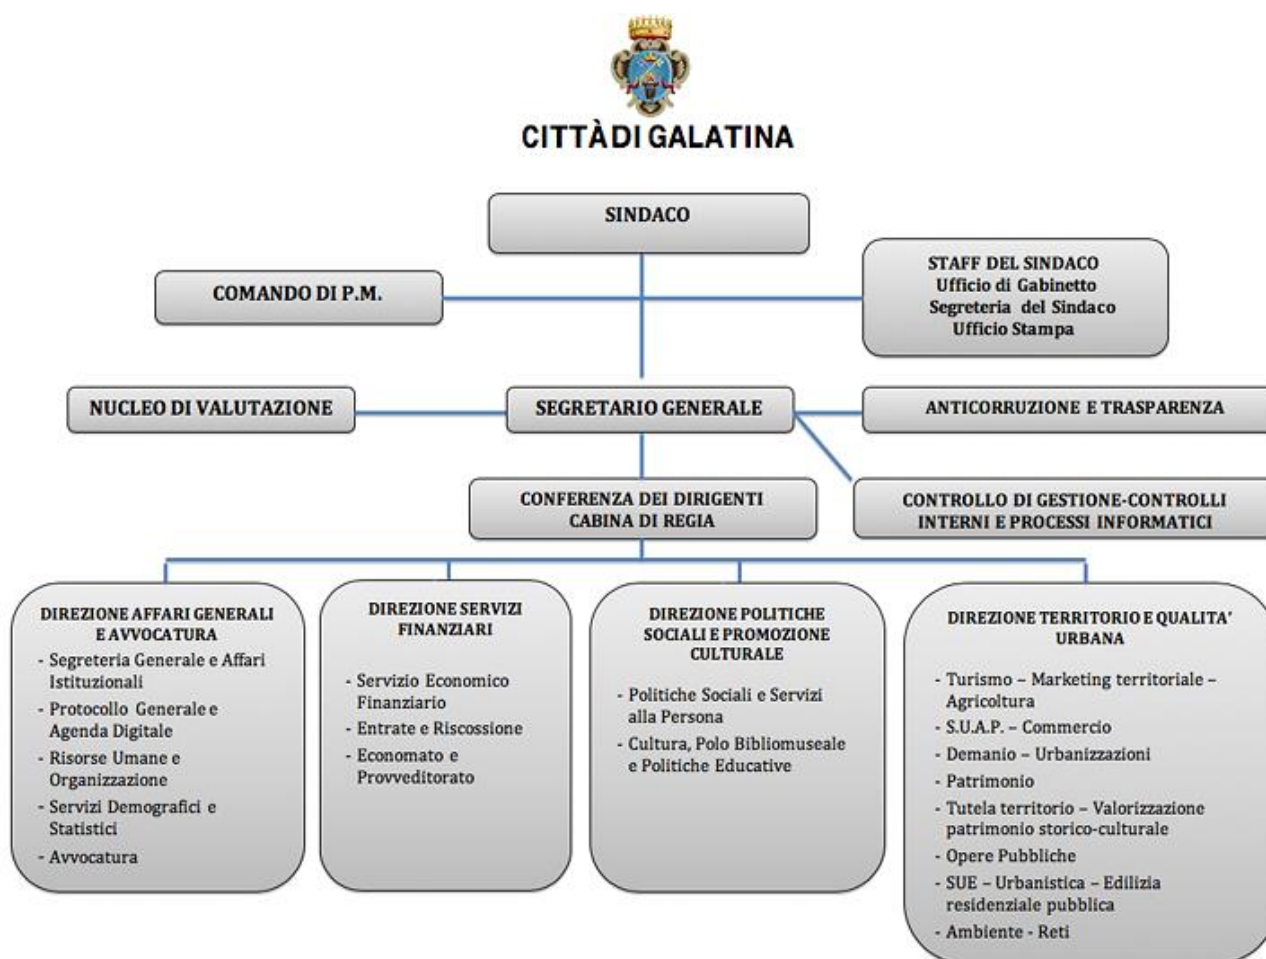 CITTÀ DI GALATINA
SINDACO
COMANDO DI P.M.
STAFF DEL SINDACO
Ufficio di Gabinetto
Segreteria del Sindaco
Ufficio Stampa
NUCLEO DI VALUTAZIONE
SEGRETARIO GENERALE
ANTICORRUZIONE E TRASPARENZA
CONFERENZA DEI DIRIGENTI
CABINA DI REGIA
CONTROLLO DI GESTIONE-CONTROLLI
INTERNI E PROCESSI INFORMATICI
DIREZIONE AFFARI GENERALI
E AVVOCATURA
- Segreteria Generale e Affari
Istituzionali
- Protocollo Generale e
Agenda Digitale
- Risorse Umane e
Organizzazione
- Servizi Demografici e
Statistici
- Avvocatura
DIREZIONE SERVIZI
FINANZIARI
- Servizio Economico
Finanziario
- Entrate e Riscossione
- Economato e
Provveditorato
DIREZIONE POLITICHE
SOCIALI E PROMOZIONE
CULTURALE
- Politiche Sociali e Servizi
alla Persona
- Cultura, Polo Bibliomuseale
e Politiche Educative
DIREZIONE TERRITORIO E QUALITA’
URBANA
- Turismo – Marketing territoriale –
Agricoltura
- S.U.A.P. – Commercio
- Demanio – Urbanizzazioni
- Patrimonio
- Tutela territorio – Valorizzazione
patrimonio storico-culturale
- Opere Pubbliche
- SUE – Urbanistica – Edilizia
residenziale pubblica
- Ambiente - Reti